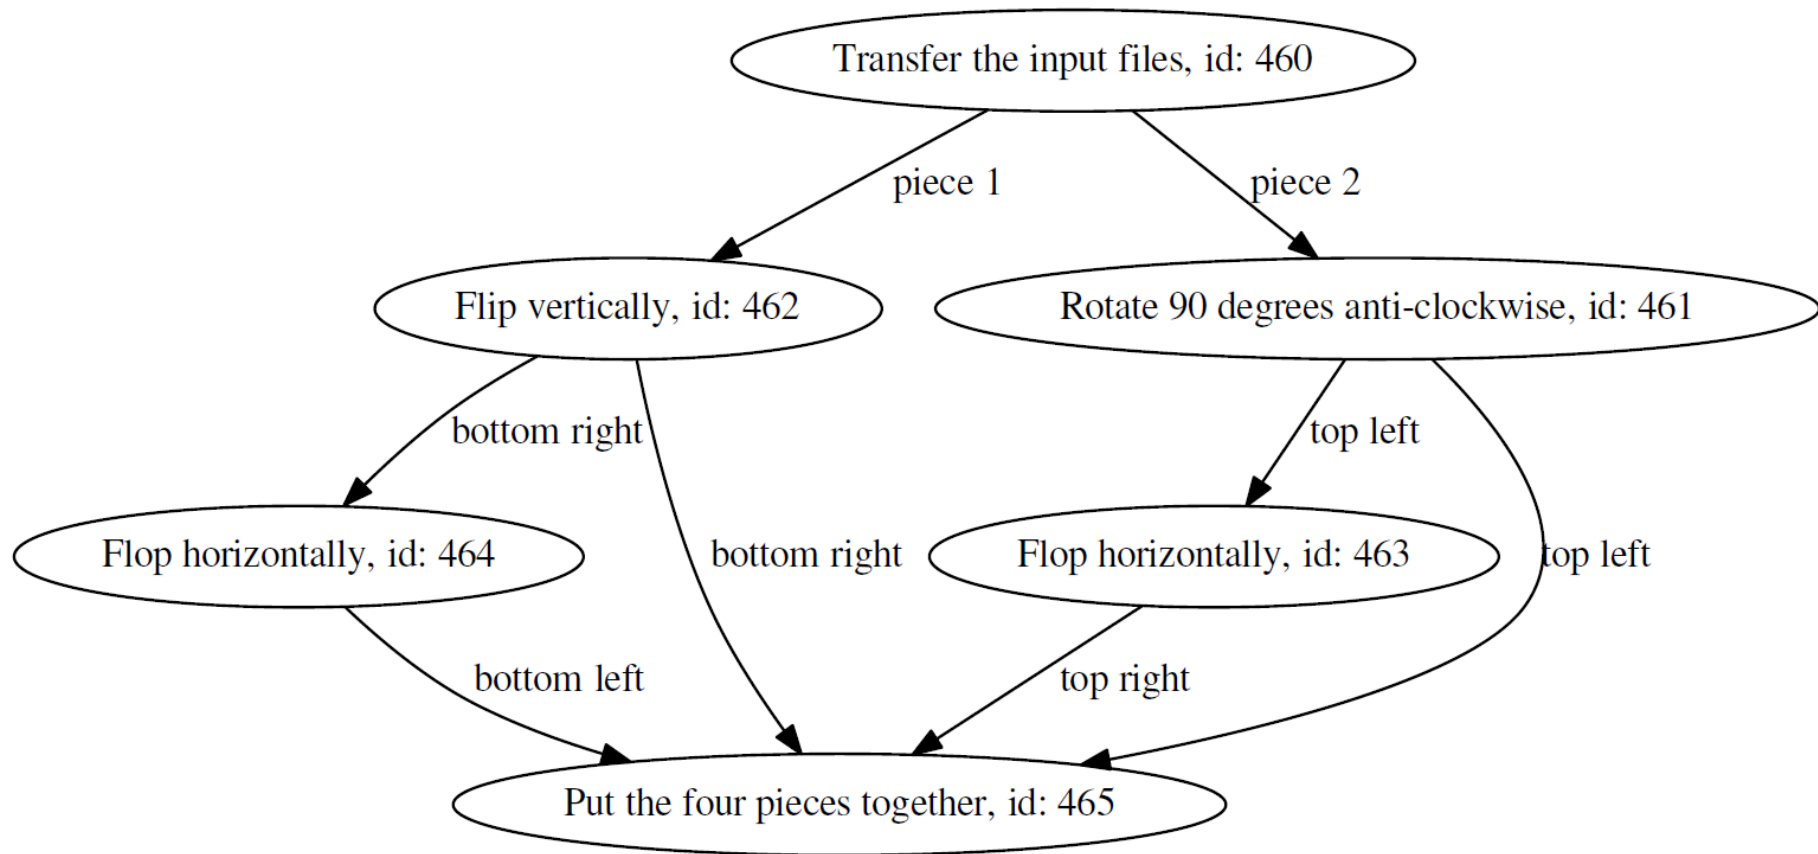 Transfer the input files, id: 460
piece 1
piece 2
Flip vertically, id: 462
Rotate 90 degrees anti-clockwise, id: 461
bottom right
top left
Flop horizontally, id: 464
bottom right
Flop horizontally, id: 463
top left
bottom left
top right
Put the four pieces together, id: 465